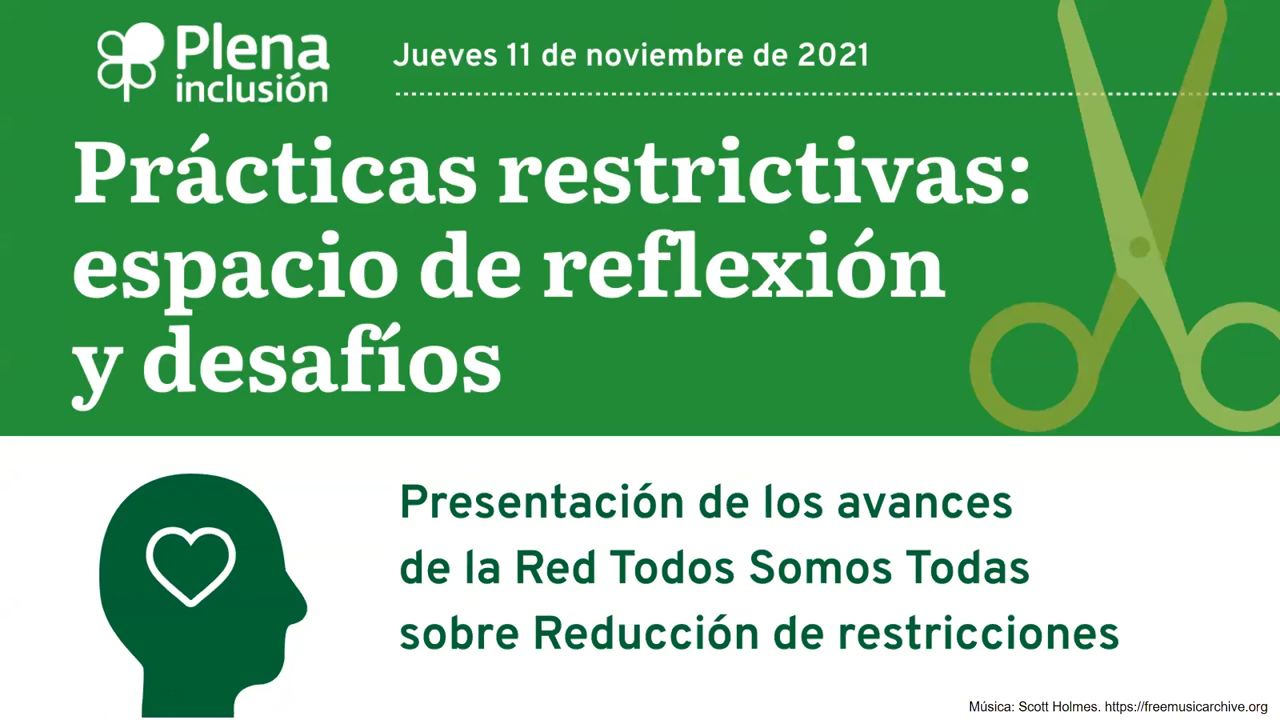 Plena
inclusión
Jueves 11 de noviembre de 2021
Prácticas restrictivas:
espacio de reflexión
y desafíos
Presentación de los avances
de la Red Todos Somos Todas
sobre Reducción de restricciones
Música: Scott Holmes. https://freemusicarchive.org